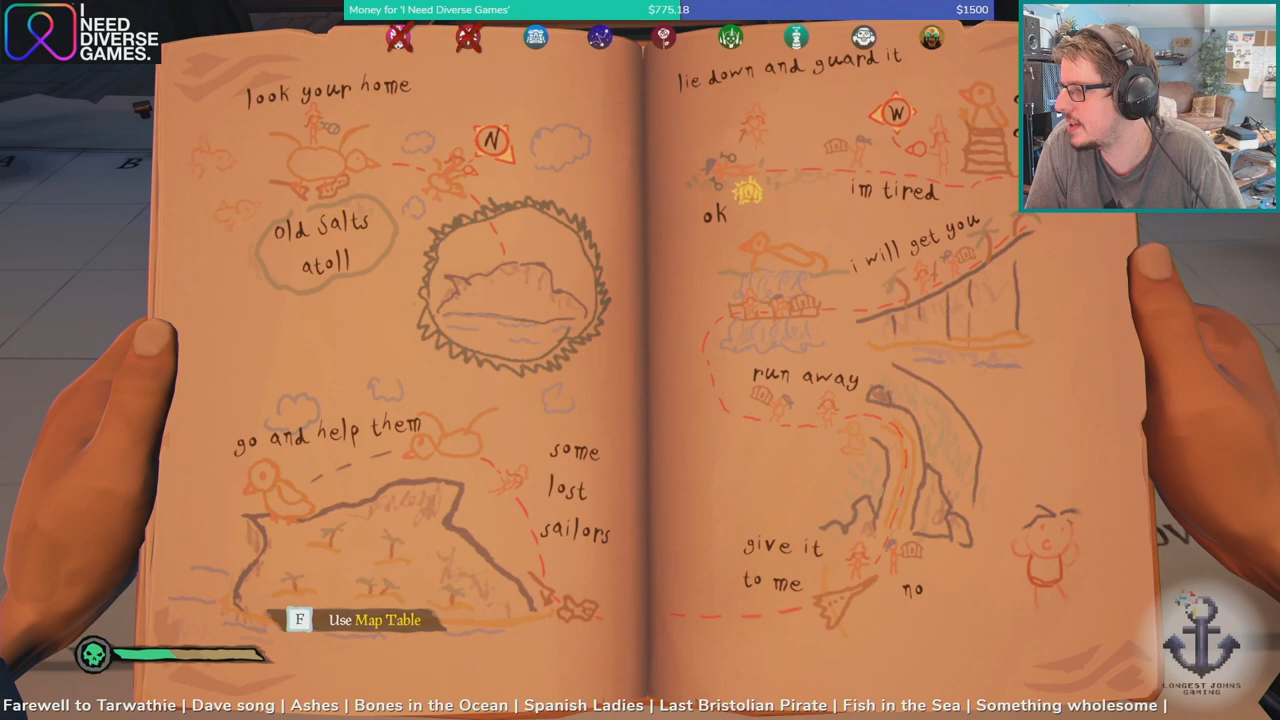 I
NEED
DIVERSE
GAMES.
Money for 'I Need Diverse Games'
$775.18
$1500
look your home
N
old salts
atoll
go and help them
some
lost
sailors
F Use Map Table
lie down and guard it
W
im tired
ok
i will get you
run away
give it
to me
no
B
LONGEST JOHNS
GAMING
Farewell to Tarwathie | Dave song | Ashes | Bones in the Ocean | Spanish Ladies | Last Bristolian Pirate | Fish in the Sea | Something wholesome |